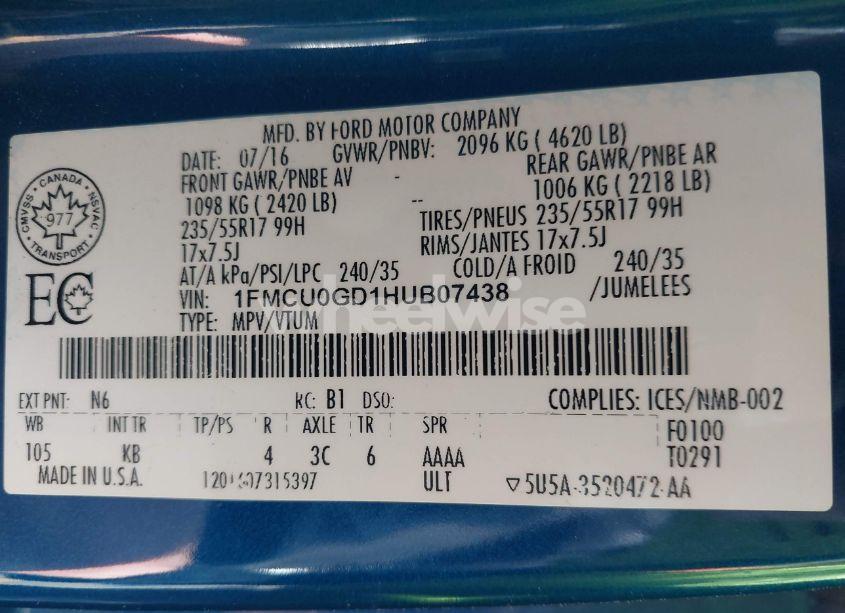 MFD. BY FORD MOTOR COMPANY
DATE: 07/16 GVWR/PNBV: 2096 KG ( 4620 LB)
FRONT GAWR/PNBE AV - REAR GAWR/PNBE AR
1098 KG ( 2420 LB) -- 1006 KG ( 2218 LB)
235/55R17 99H TIRES/PNEUS 235/55R17 99H
17x7.5J RIMS/JANTES 17x7.5J
AT/A kPa/PSI/LPC 240/35 COLD/A FROID 240/35
VIN: 1FMCU0GD1HUB07438 /JUMELEES
TYPE: MPV/VTUM
CMVSS CANADA NSVAC
977
TRANSPORT
EC
wheelwise
EXT PNT: N6 RC: B1 DSO: COMPLIES: ICES/NMB-002
WB INT TR TP/PS R AXLE TR SPR F0100
105 KB 4 3C 6 AAAA T0291
MADE IN U.S.A. ULT 5U5A-3520472-AA